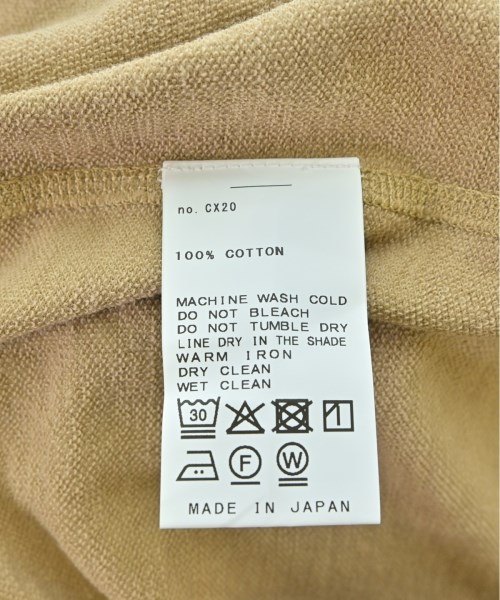 no. CX20
100% COTTON
MACHINE WASH COLD
DO NOT BLEACH
DO NOT TUMBLE DRY
LINE DRY IN THE SHADE
WARM IRON
DRY CLEAN
WET CLEAN
30
F W
MADE IN JAPAN